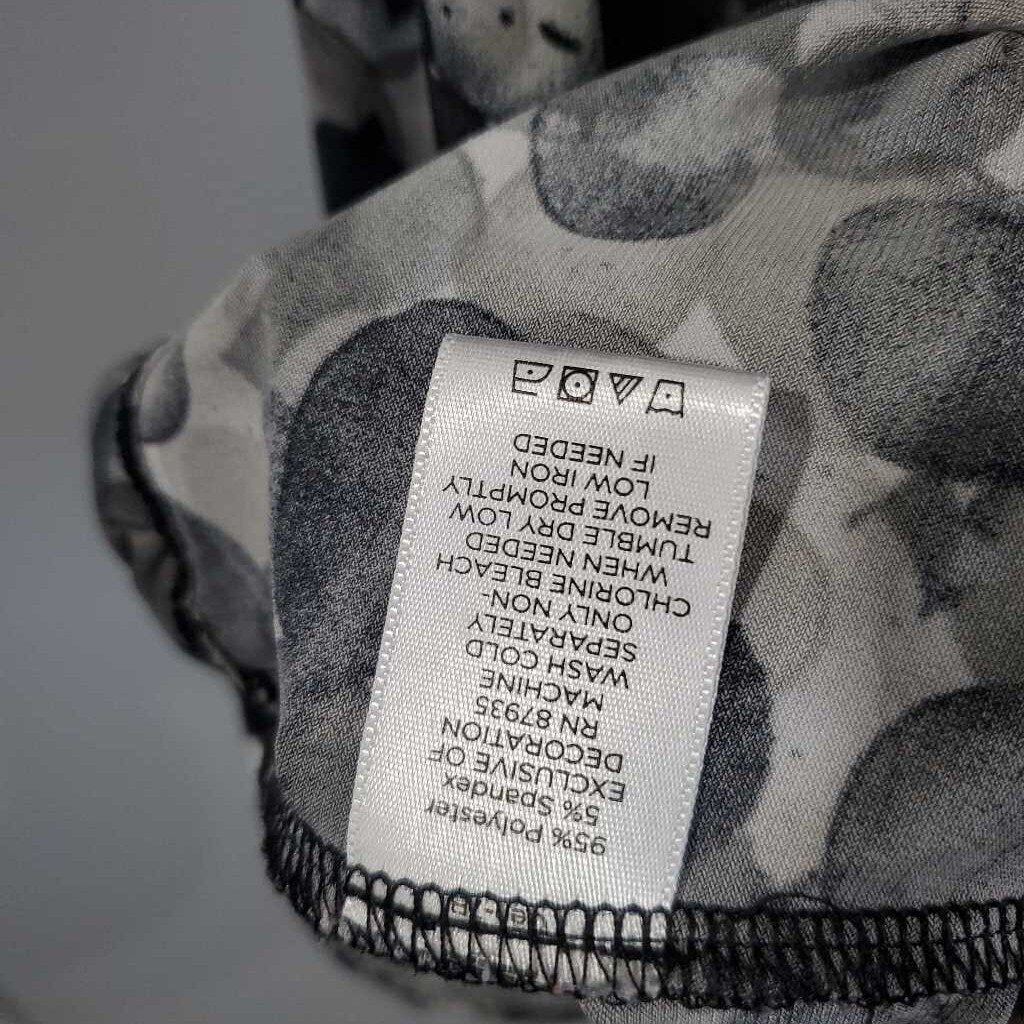 95% Polyester
5% Spandex
EXCLUSIVE OF
DECORATION
RN 87935
MACHINE
WASH COLD
SEPARATELY
ONLY NON-
CHLORINE BLEACH
WHEN NEEDED
TUMBLE DRY LOW
REMOVE PROMPTLY
LOW IRON
IF NEEDED